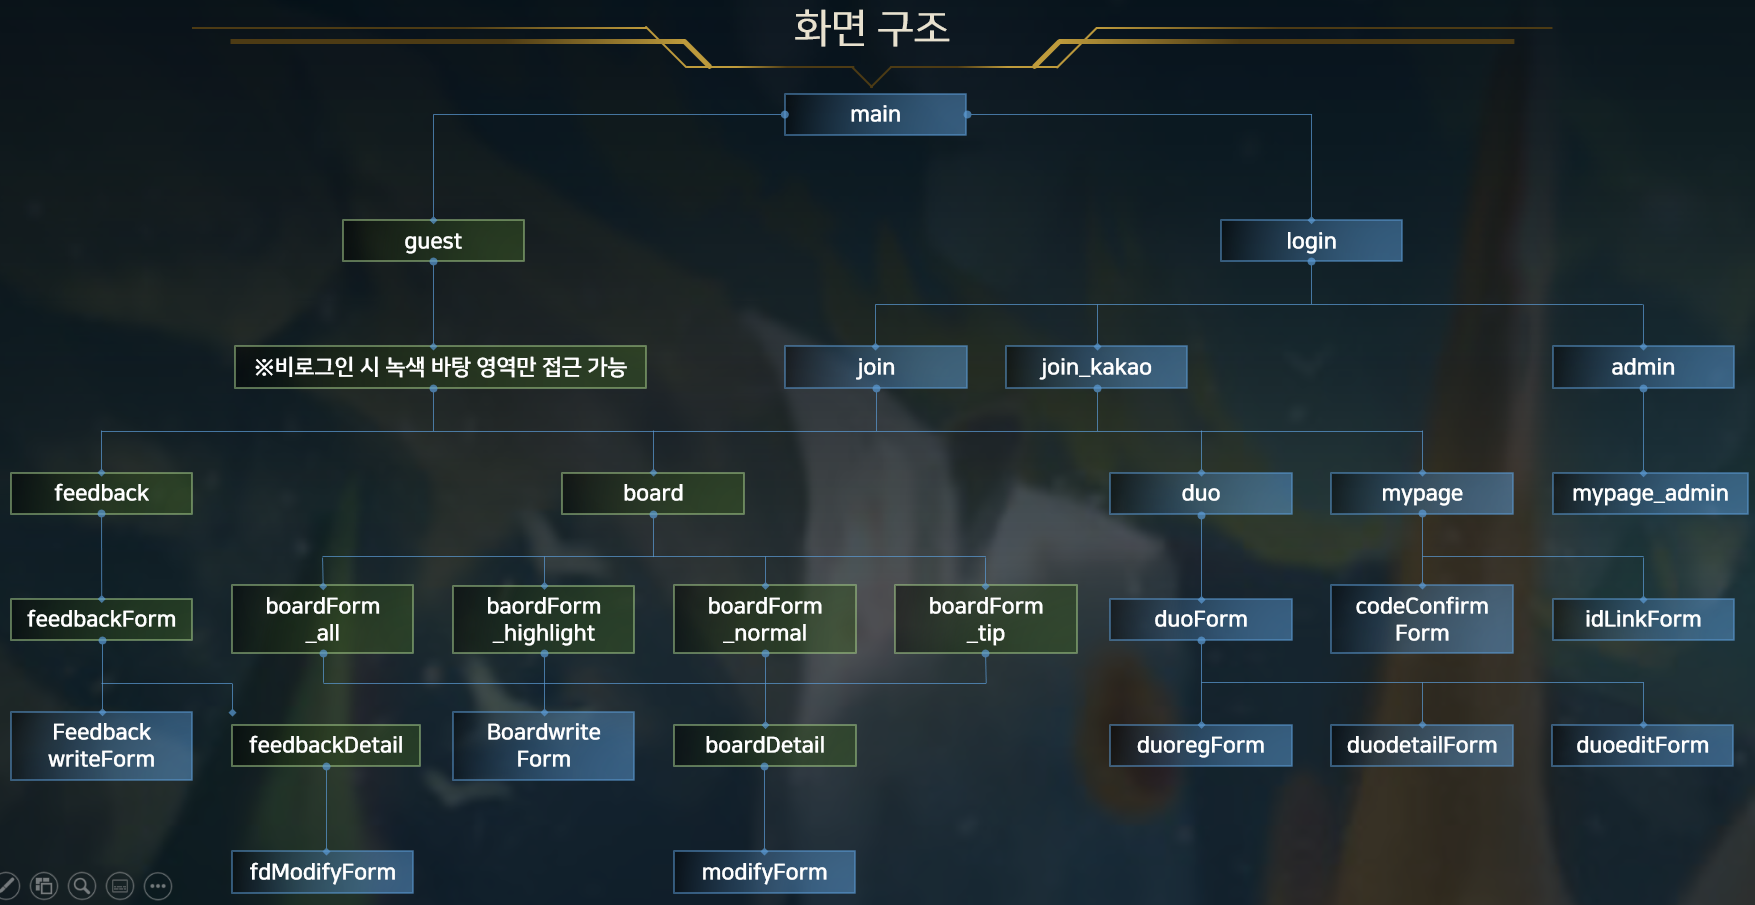 화면 구조
main
guest
login
※비로그인 시 녹색 바탕 영역만 접근 가능
join
join_kakao
admin
feedback
board
duo
mypage
mypage_admin
feedbackForm
boardForm
_all
baordForm
_highlight
boardForm
_normal
boardForm
_tip
duoForm
codeConfirm
Form
idLinkForm
Feedback
writeForm
feedbackDetail
Boardwrite
Form
boardDetail
duoregForm
duodetailForm
duoeditForm
fdModifyForm
modifyForm